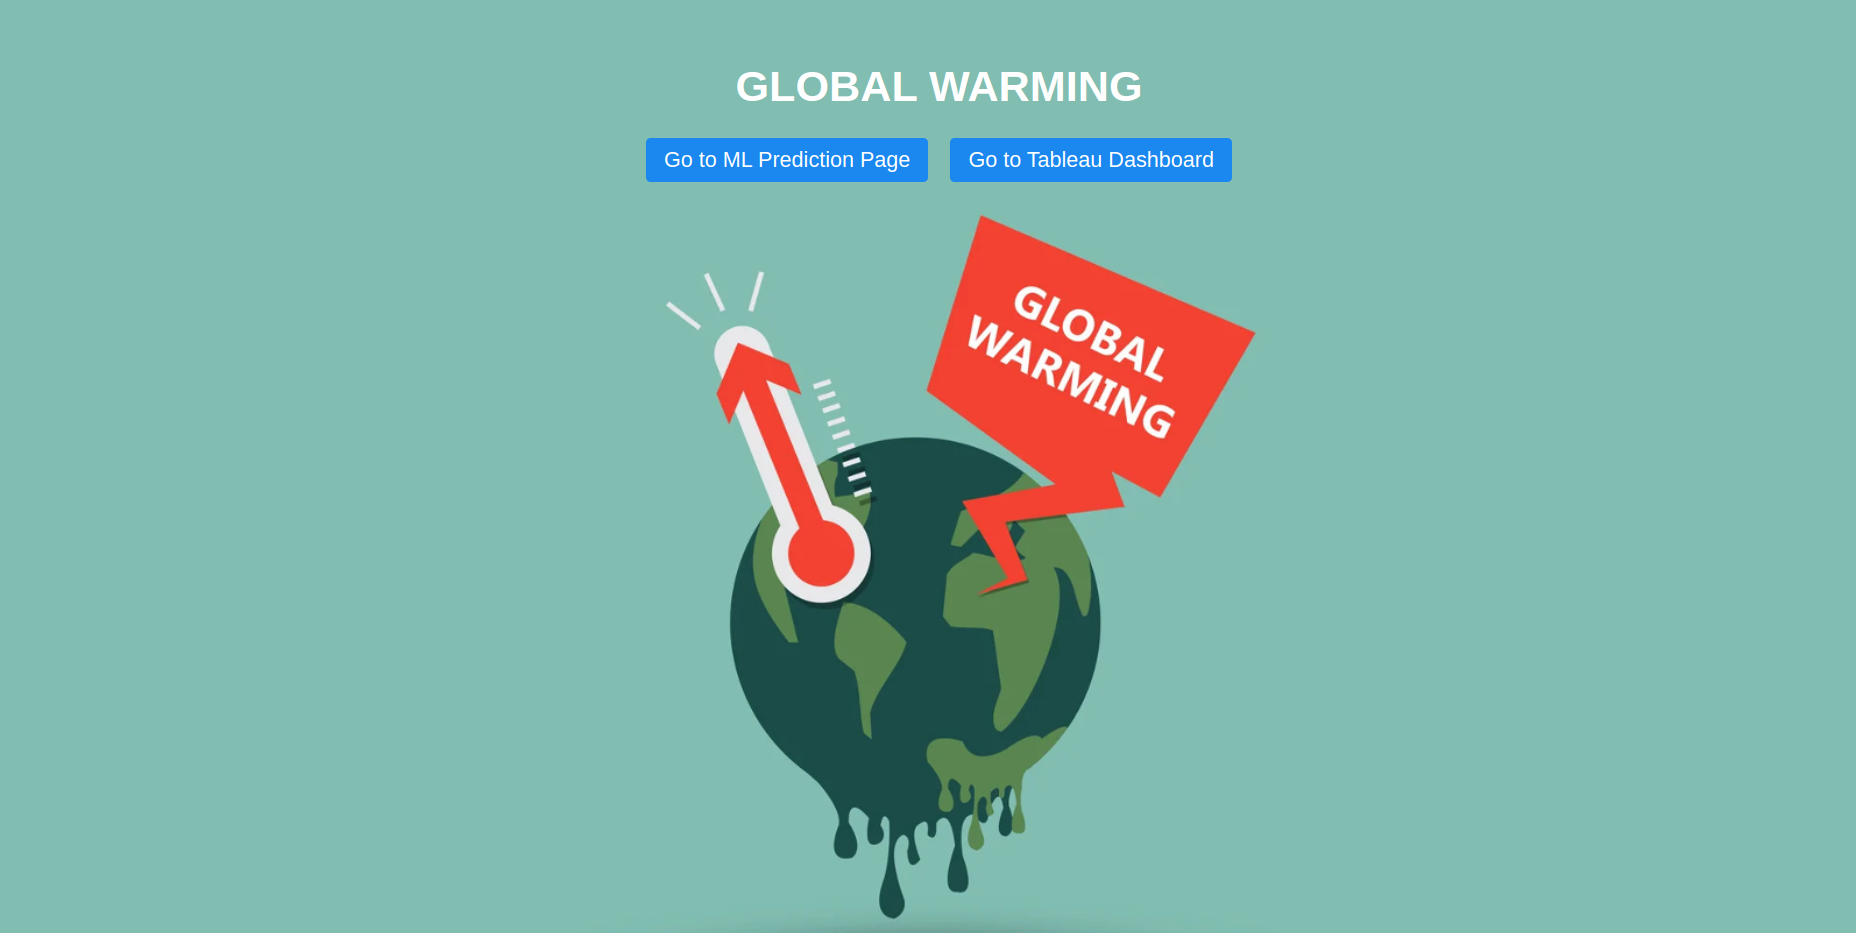 GLOBAL WARMING
Go to ML Prediction Page
Go to Tableau Dashboard
GLOBAL
WARMING